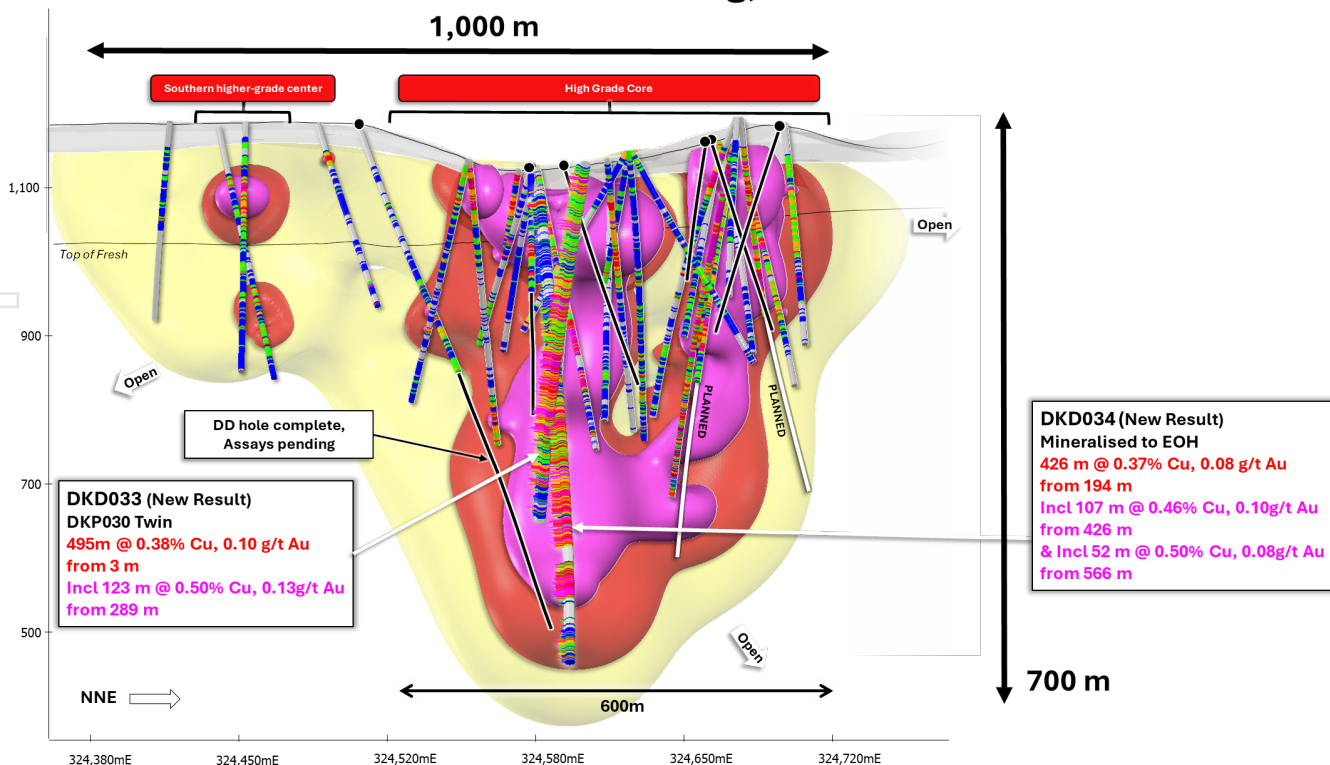 1,000 m
Southern higher-grade center
High Grade Core
1,100
Top of Fresh
900
Open
Open
DD hole complete,
Assays pending
PLANNED
PLANNED
700
DKD033 (New Result)
DKP030 Twin
495m @ 0.38% Cu, 0.10 g/t Au
from 3 m
Incl 123 m @ 0.50% Cu, 0.13g/t Au
from 289 m
DKD034 (New Result)
Mineralised to EOH
426 m @ 0.37% Cu, 0.08 g/t Au
from 194 m
Incl 107 m @ 0.46% Cu, 0.10g/t Au
from 426 m
& Incl 52 m @ 0.50% Cu, 0.08g/t Au
from 566 m
500
Open
NNE
600m
700 m
324,380mE
324.450mE
324,520mE
324,580mE
324,650mE
324,720mE